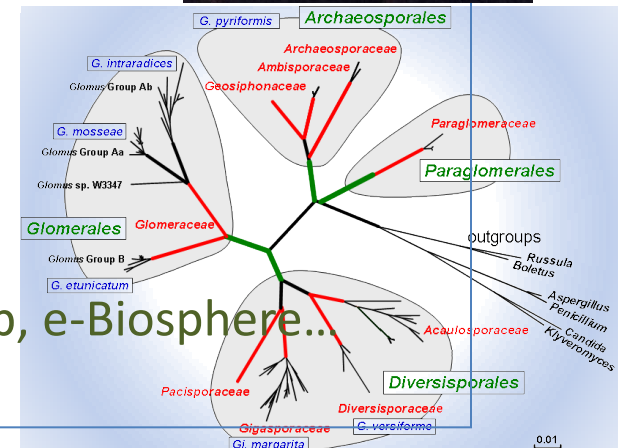 G. pyriformis
Archaeosporales
Archaeosporaceae
Ambisporaceae
Geosiphonaceae
G. intraradices
Glomus Group Ab
G. mosseae
Glomus Group Aa
Glomus sp. W3347
Paraglomeraceae
Paraglomerales
Glomerales
Glomeraceae
Glomus Group B
G. etunicatum
outgroups
Russula
Boletus
Aspergillus
Penicillium
Candida
Klyveromyces
, e-Biosphere...
Acaulosporaceae
Pacisporaceae
Diversisporales
Diversisporaceae
Gigasporaceae
G. versiforme
Gi. margarita
0.01